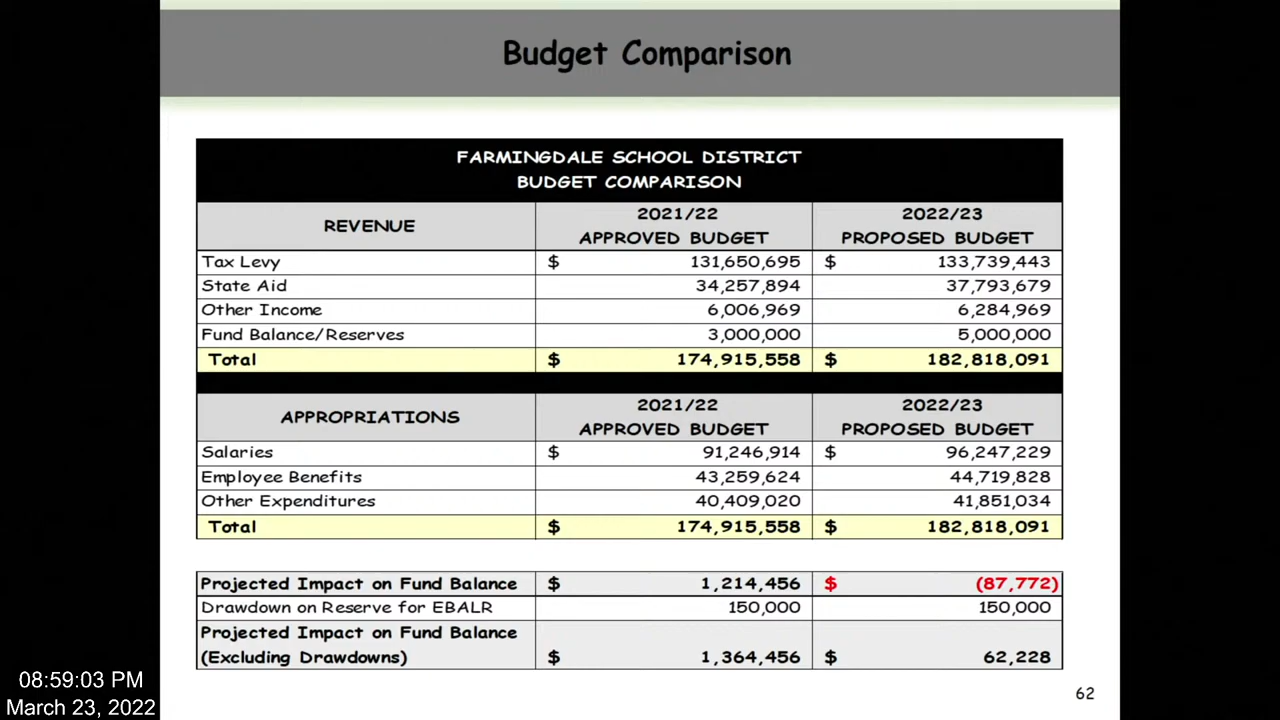 Budget Comparison
FARMINGDALE SCHOOL DISTRICT
BUDGET COMPARISON
REVENUE 2021/22 APPROVED BUDGET 2022/23 PROPOSED BUDGET
Tax Levy $ 131,650,695 $ 133,739,443
State Aid 34,257,894 37,793,679
Other Income 6,006,969 6,284,969
Fund Balance/Reserves 3,000,000 5,000,000
Total $ 174,915,558 $ 182,818,091
APPROPRIATIONS 2021/22 APPROVED BUDGET 2022/23 PROPOSED BUDGET
Salaries $ 91,246,914 $ 96,247,229
Employee Benefits 43,259,624 44,719,828
Other Expenditures 40,409,020 41,851,034
Total $ 174,915,558 $ 182,818,091
Projected Impact on Fund Balance $ 1,214,456 $ (87,772)
Drawdown on Reserve for EBALR 150,000 150,000
Projected Impact on Fund Balance
(Excluding Drawdowns) $ 1,364,456 $ 62,228
08:59:03 PM
March 23, 2022
62